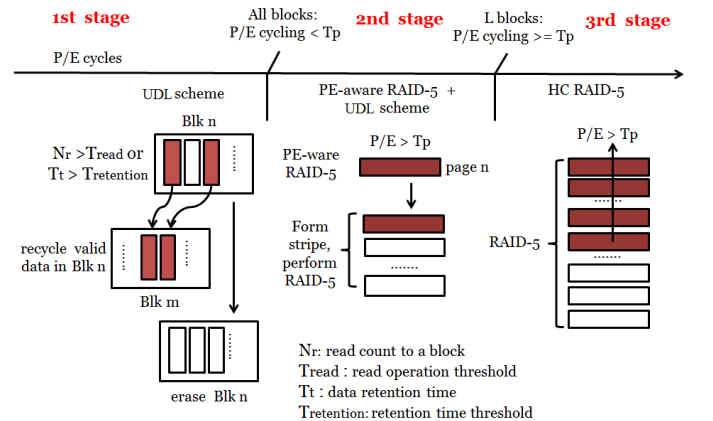 1st stage
All blocks:
P/E cycling < Tp
2nd stage
L blocks:
P/E cycling >= Tp
3rd stage
P/E cycles
UDL scheme
PE-aware RAID-5 +
UDL scheme
HC RAID-5
Blk n
Nr >Tread or
Tt > Tretention
........
recycle valid
data in Blk n
........
........
Blk m
........
erase Blk n
P/E > Tp
PE-ware
RAID-5
page n
Form
stripe,
perform
RAID-5
.......
P/E > Tp
RAID-5
.......
.......
Nr: read count to a block
Tread : read operation threshold
Tt : data retention time
Tretention: retention time threshold